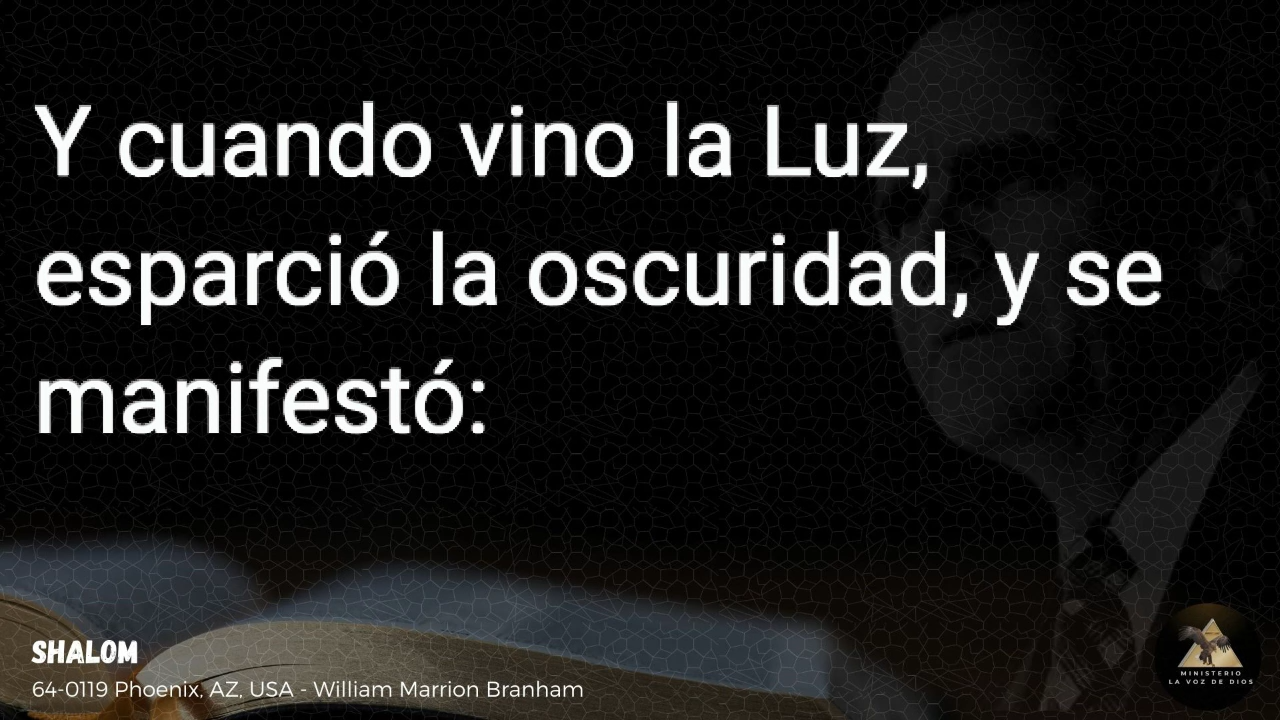 Y cuando vino la Luz,
esparció la oscuridad, y se
manifestó:
SHALOM
64-0119 Phoenix, AZ, USA - William Marrion Branham
MINISTERIO
LA VOZ DE DIOS